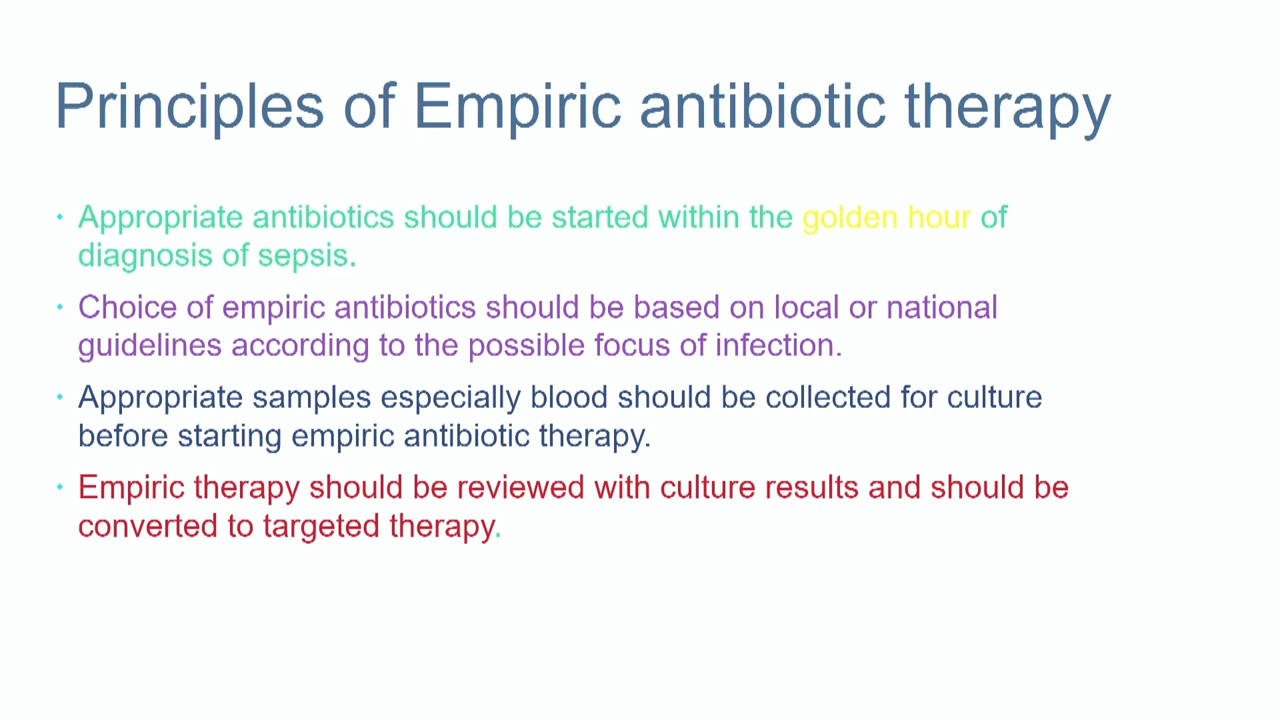 Principles of Empiric antibiotic therapy
• Appropriate antibiotics should be started within the golden hour of
diagnosis of sepsis.
• Choice of empiric antibiotics should be based on local or national
guidelines according to the possible focus of infection.
• Appropriate samples especially blood should be collected for culture
before starting empiric antibiotic therapy.
• Empiric therapy should be reviewed with culture results and should be
converted to targeted therapy.